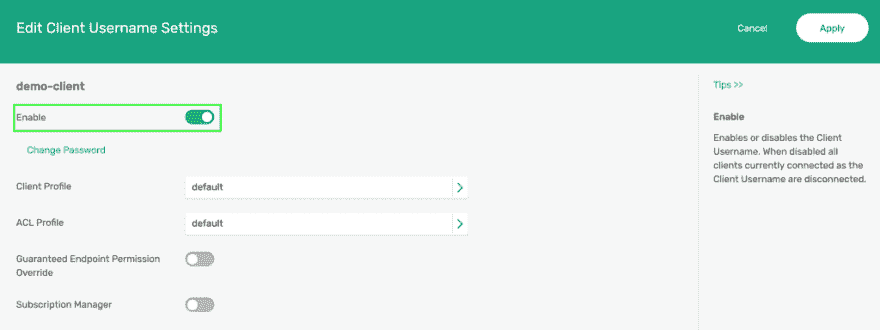 Edit Client Username Settings
Cancel
Apply
demo-client
Enable
Change Password
Client Profile
default
ACL Profile
default
Guaranteed Endpoint Permission
Override
Subscription Manager
Tips >>
Enable
Enables or disables the Client
Username. When disabled all
clients currently connected as the
Client Username are disconnected.